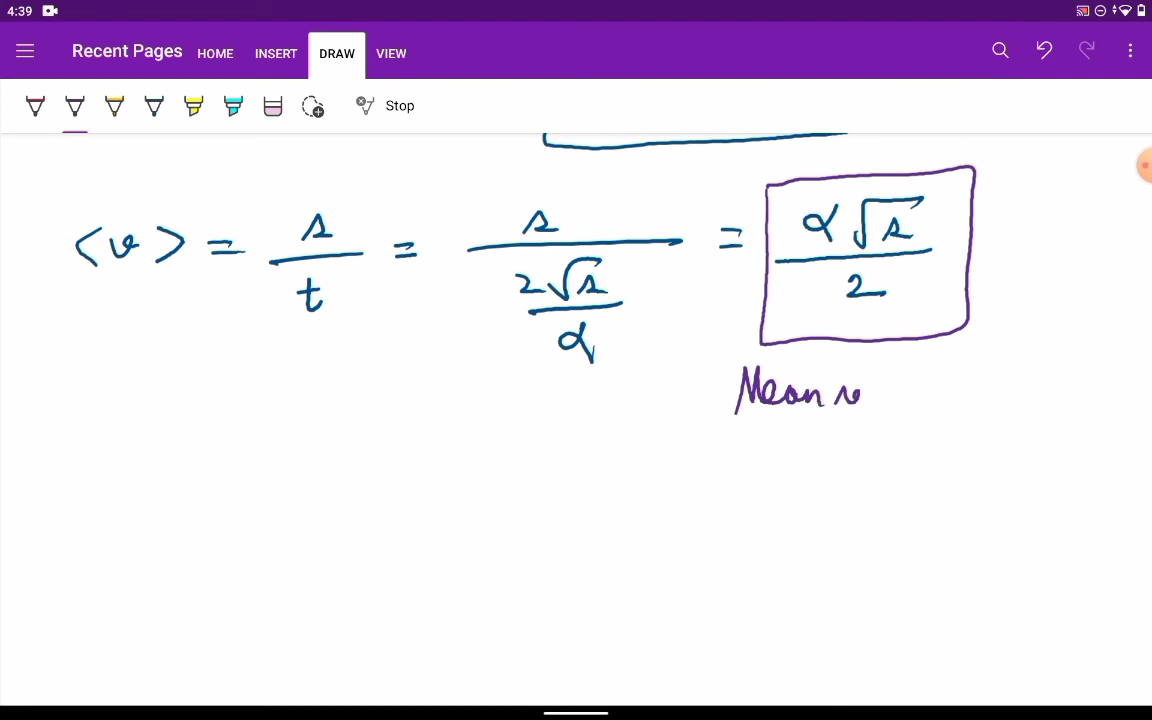 4:39
Recent Pages HOME INSERT DRAW VIEW
Stop
<v> = s/t = s/(2√s/α) = α√s/2
Mean v